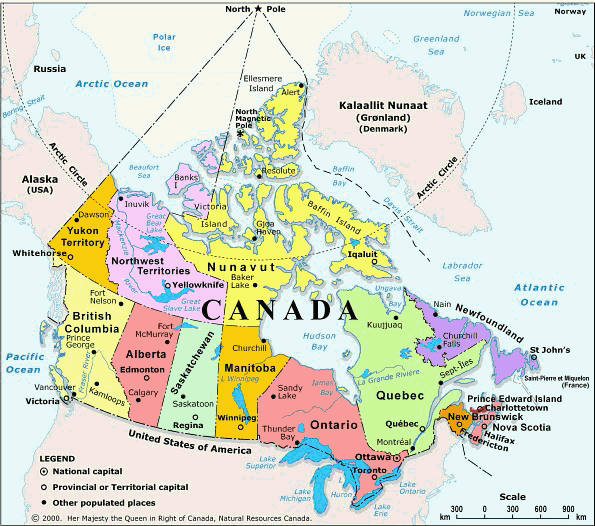 North Pole
Norwegian Sea
Norway
Polar
Ice
Greenland
Sea
UK
Russia
Arctic Ocean
Ellesmere
Island
Alert
Kalaallit Nunaat
(Grønland)
(Denmark)
Iceland
Bering Strait
North
Magnetic
Pole
Arctic Circle
Beaufort
Sea
Banks
I
Resolute
Baffin
Bay
Arctic Circle
Alaska
(USA)
Inuvik
Victoria
Island
Baffin Island
Davis Strait
Dawson
Great
Bear
Lake
Gjoa
Haven
Yukon
Territory
Mackenzie River
Whitehorse
Northwest
Territories
Nunavut
Iqaluit
Labrador
Sea
Yellowknife
Baker
Lake
Atlantic
Ocean
Fort
Nelson
Great
Slave Lake
Ungava
Bay
Nain
CANADA
Newfoundland
British
Columbia
Kuujjuaq
Churchill
Falls
Prince
George
Fort
McMurray
Hudson
Bay
St John's
Pacific
Ocean
Alberta
Saskatchewan
Churchill
Manitoba
Sept-Iles
Saint-Pierre et Miquelon
(France)
Fraser River
Edmonton
L Winnipeg
James
Bay
La Grande Rivière
Vancouver
Kamloops
Calgary
Saskatoon
Sandy
Lake
Quebec
Prince Edward Island
Charlottetown
Victoria
Regina
Winnipeg
Ontario
Québec
New Brunswick
Nova Scotia
Halifax
Fredericton
Thunder
Bay
Montréal
United States of America
Ottawa
Lake
Superior
Toronto
Lake
Michigan
Lake
Huron
Lake
Ontario
Lake
Erie
LEGEND
National capital
Provincial or Territorial capital
Other populated places
Scale
km 300 0 300 600 900 km
© 2000. Her Majesty the Queen in Right of Canada, Natural Resources Canada.